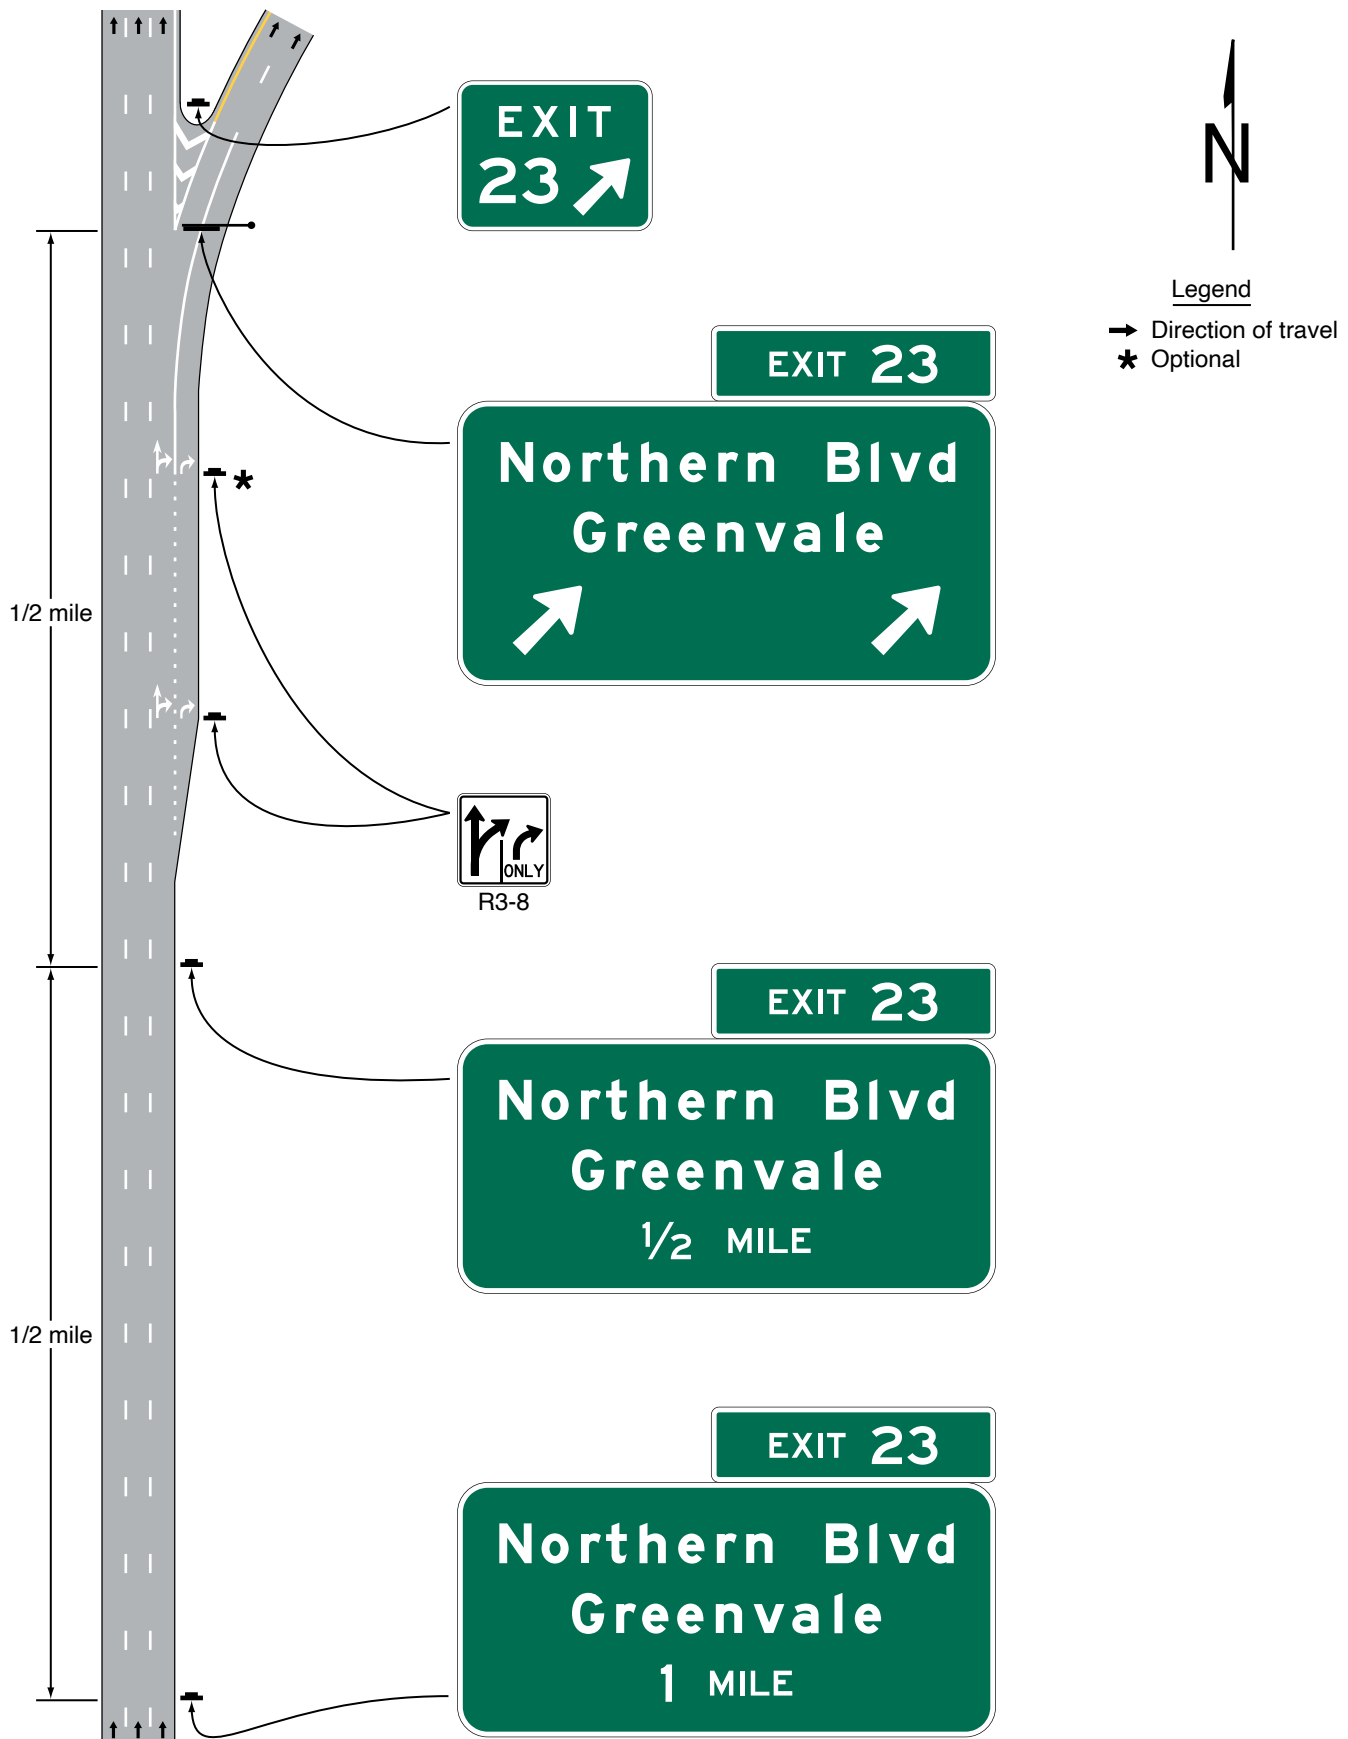 EXIT
23
N
Legend
Direction of travel
* Optional
EXIT 23
Northern Blvd
Greenvale
*
1/2 mile
ONLY
R3-8
EXIT 23
Northern Blvd
Greenvale
1/2 MILE
1/2 mile
EXIT 23
Northern Blvd
Greenvale
1 MILE